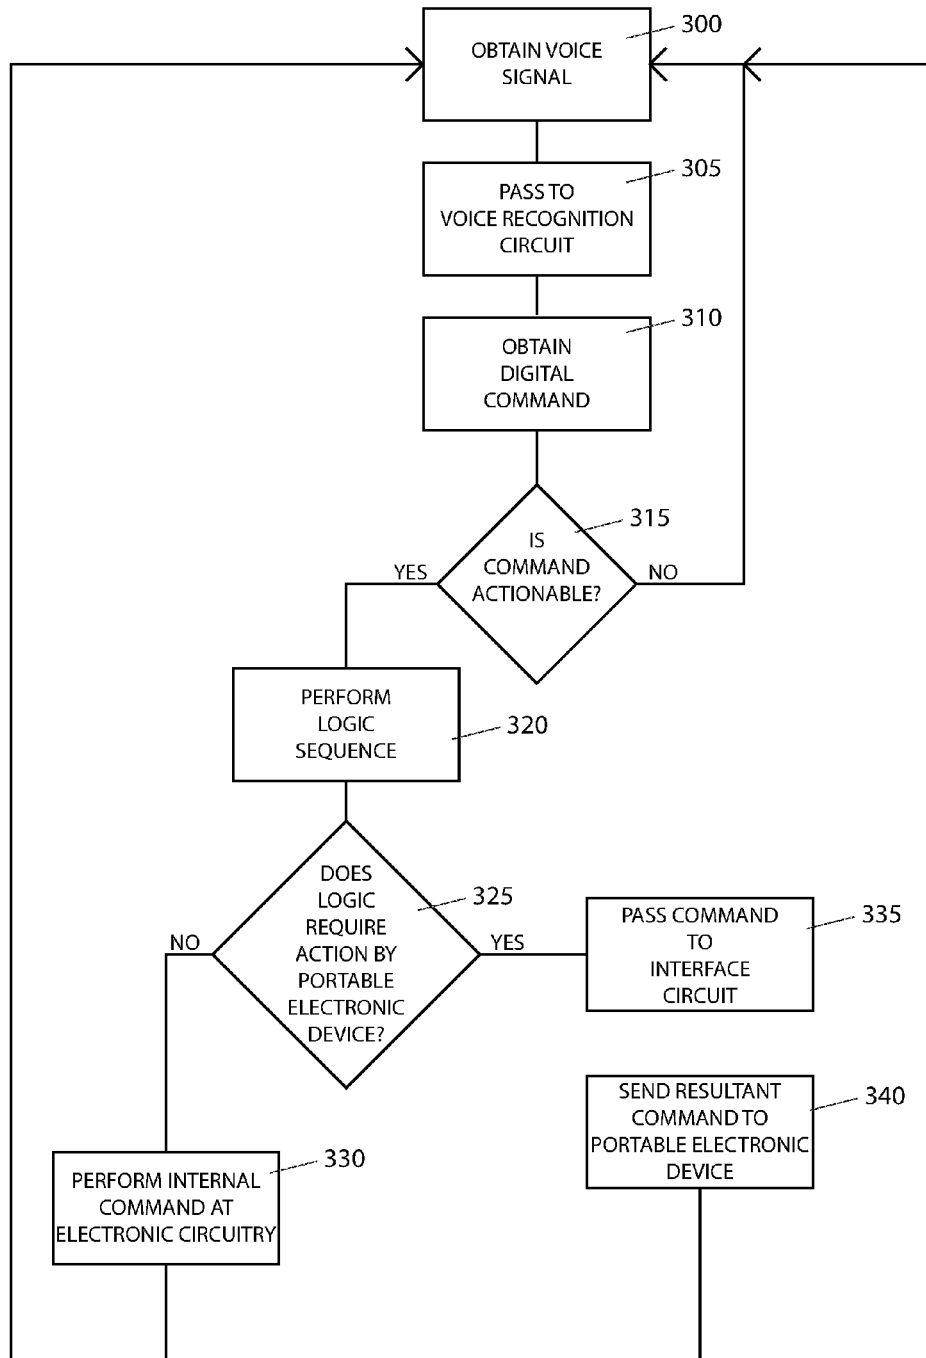 300
OBTAIN VOICE
SIGNAL
305
PASS TO
VOICE RECOGNITION
CIRCUIT
310
OBTAIN
DIGITAL
COMMAND
315
IS
COMMAND
ACTIONABLE?
YES
NO
PERFORM
LOGIC
SEQUENCE
320
DOES
LOGIC
REQUIRE
ACTION BY
PORTABLE
ELECTRONIC
DEVICE?
325
NO
YES
PASS COMMAND
TO
INTERFACE
CIRCUIT
335
SEND RESULTANT
COMMAND TO
PORTABLE ELECTRONIC
DEVICE
340
330
PERFORM INTERNAL
COMMAND AT
ELECTRONIC CIRCUITRY